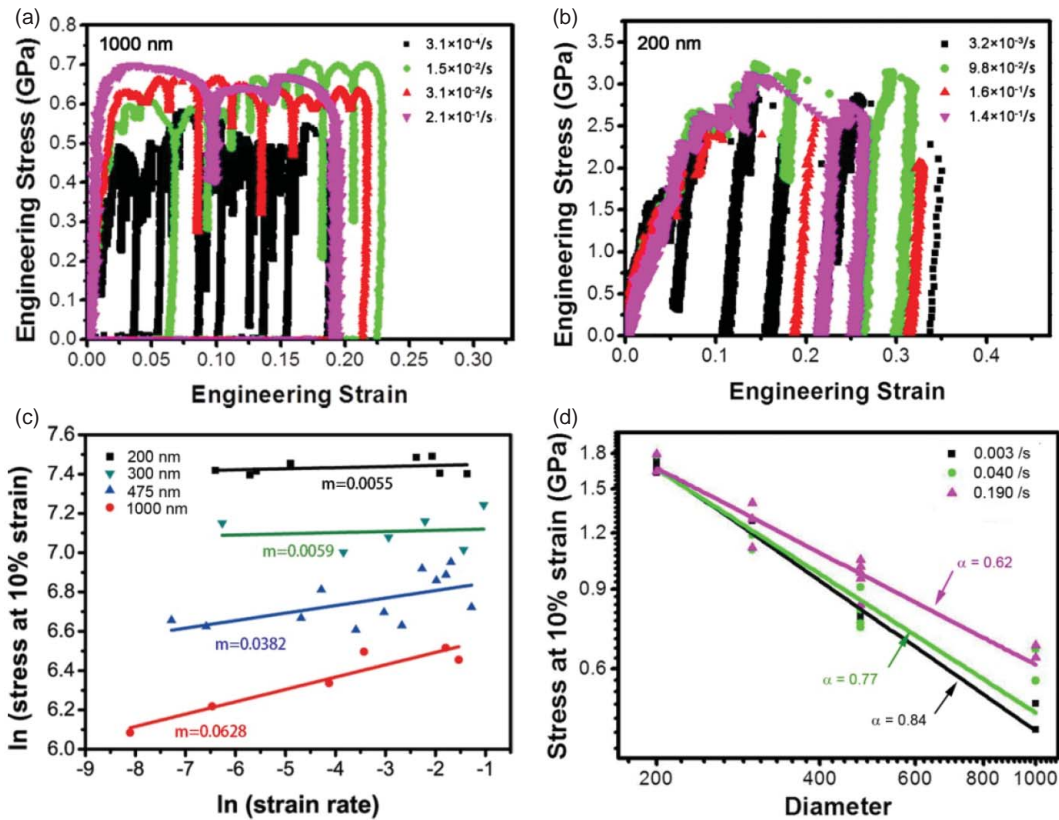 (a)
1000 nm
3.1×10⁻⁴/s
1.5×10⁻²/s
3.1×10⁻²/s
2.1×10⁻¹/s
Engineering Stress (GPa)
0.8
0.7
0.6
0.5
0.4
0.3
0.2
0.1
0.0
0.00 0.05 0.10 0.15 0.20 0.25 0.30
Engineering Strain
(b)
200 nm
3.2×10⁻³/s
9.8×10⁻²/s
1.6×10⁻¹/s
1.4×10⁻¹/s
Engineering Stress (GPa)
3.5
3.0
2.5
2.0
1.5
1.0
0.5
0.0
0.0 0.1 0.2 0.3 0.4
Engineering Strain
(c)
200 nm
300 nm
475 nm
1000 nm
m=0.0055
m=0.0059
m=0.0382
m=0.0628
ln (stress at 10% strain)
7.6
7.4
7.2
7.0
6.8
6.6
6.4
6.2
6.0
-9 -8 -7 -6 -5 -4 -3 -2 -1 0
ln (strain rate)
(d)
0.003 /s
0.040 /s
0.190 /s
α = 0.62
α = 0.77
α = 0.84
Stress at 10% strain (GPa)
1.8
1.5
1.2
0.9
0.6
200 400 600 800 1000
Diameter